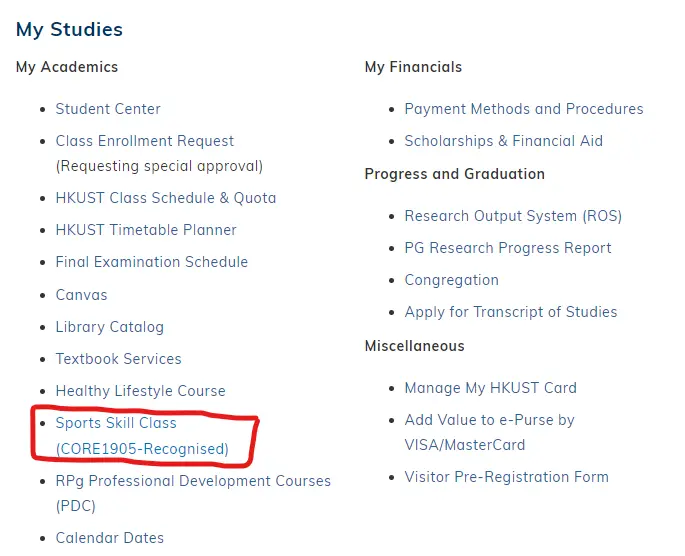 My Studies
My Academics
Student Center
Class Enrollment Request
(Requesting special approval)
HKUST Class Schedule & Quota
HKUST Timetable Planner
Final Examination Schedule
Canvas
Library Catalog
Textbook Services
Healthy Lifestyle Course
Sports Skill Class
(CORE1905-Recognised)
RPg Professional Development Courses
(PDC)
Calendar Dates
My Financials
Payment Methods and Procedures
Scholarships & Financial Aid
Progress and Graduation
Research Output System (ROS)
PG Research Progress Report
Congregation
Apply for Transcript of Studies
Miscellaneous
Manage My HKUST Card
Add Value to e-Purse by
VISA/MasterCard
Visitor Pre-Registration Form